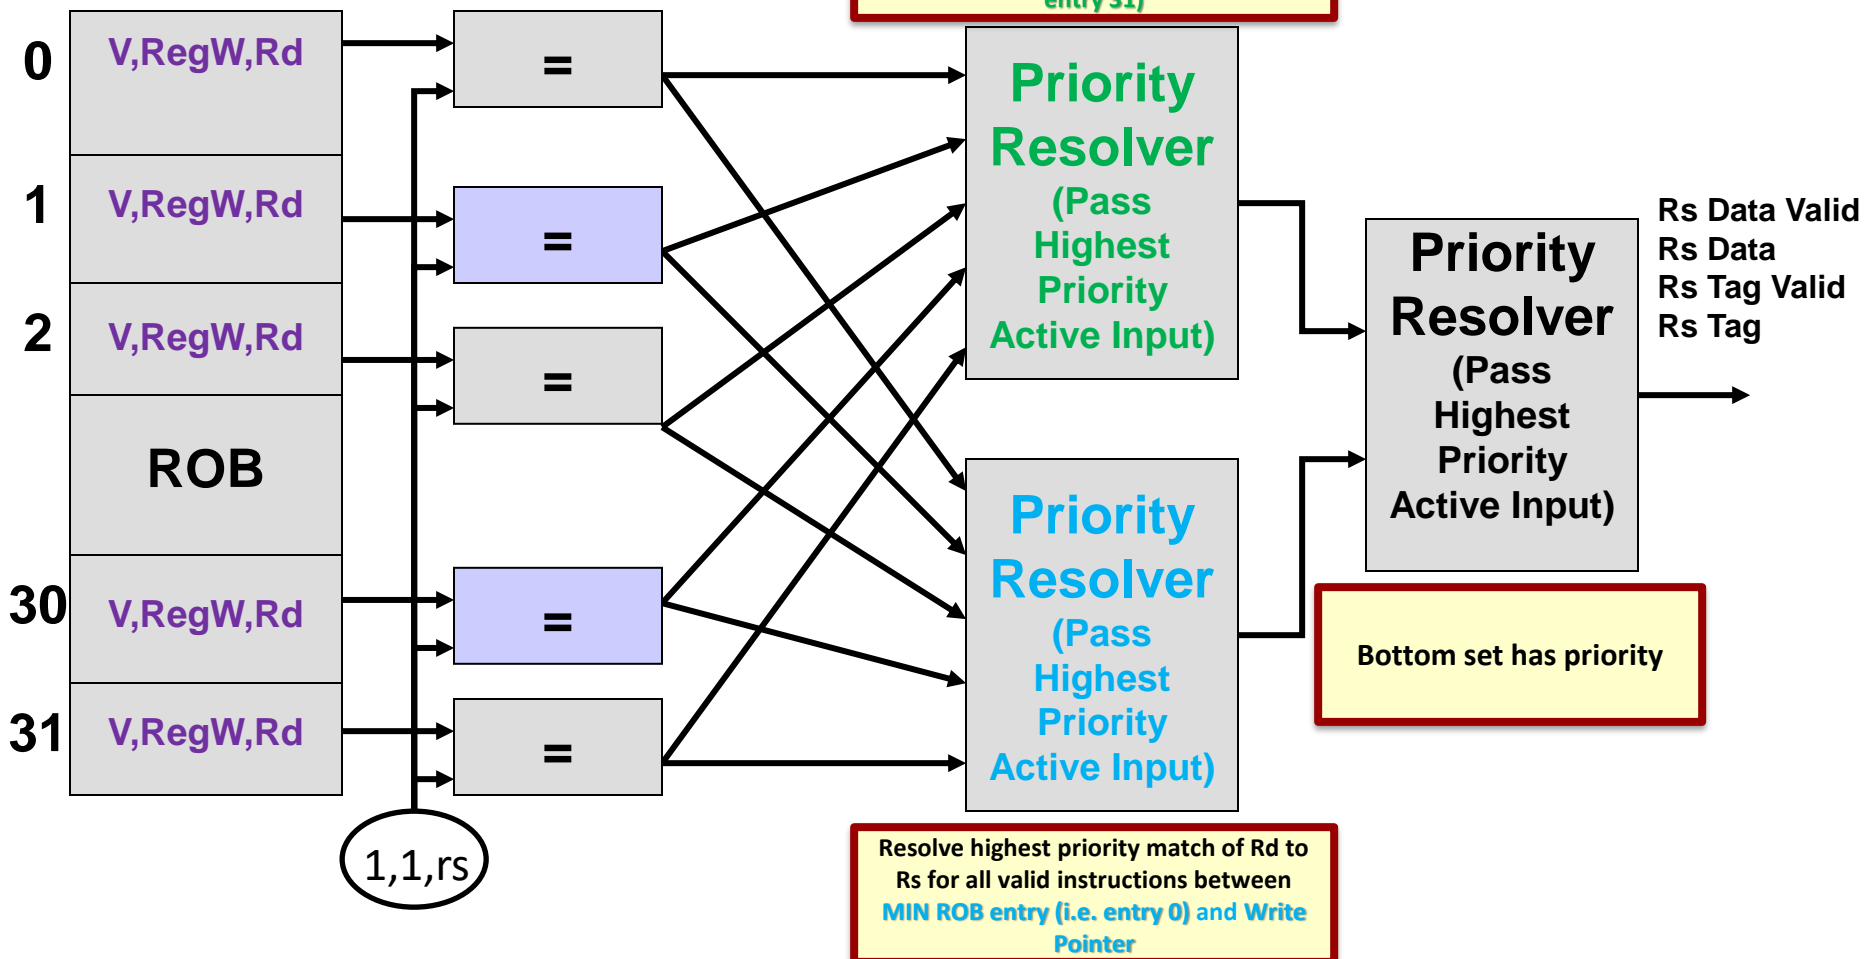 entry 31)
0
V,RegW,Rd
=
1
V,RegW,Rd
=
2
V,RegW,Rd
=
ROB
30
V,RegW,Rd
=
31
V,RegW,Rd
=
1,1,rs
Priority
Resolver
(Pass
Highest
Priority
Active Input)
Priority
Resolver
(Pass
Highest
Priority
Active Input)
Resolve highest priority match of Rd to
Rs for all valid instructions between
MIN ROB entry (i.e. entry 0) and Write
Pointer
Priority
Resolver
(Pass
Highest
Priority
Active Input)
Bottom set has priority
Rs Data Valid
Rs Data
Rs Tag Valid
Rs Tag